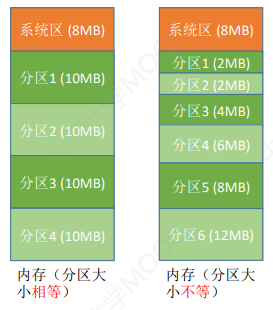 系统区 (8MB)
分区1 (10MB)
分区2 (10MB)
分区3 (10MB)
分区4 (10MB)
内存（分区大
小相等）
系统区 (8MB)
分区1 (2MB)
分区2 (2MB)
分区3 (4MB)
分区4 (6MB)
分区5 (8MB)
分区6 (12MB)
内存（分区大
小不等）